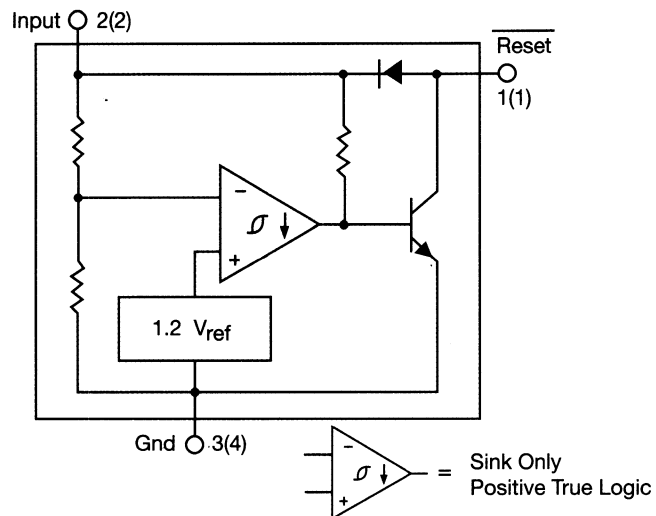 Input 2(2)
Reset
1(1)
−
+
1.2 Vref
Gnd 3(4)
−
+
= Sink Only
Positive True Logic